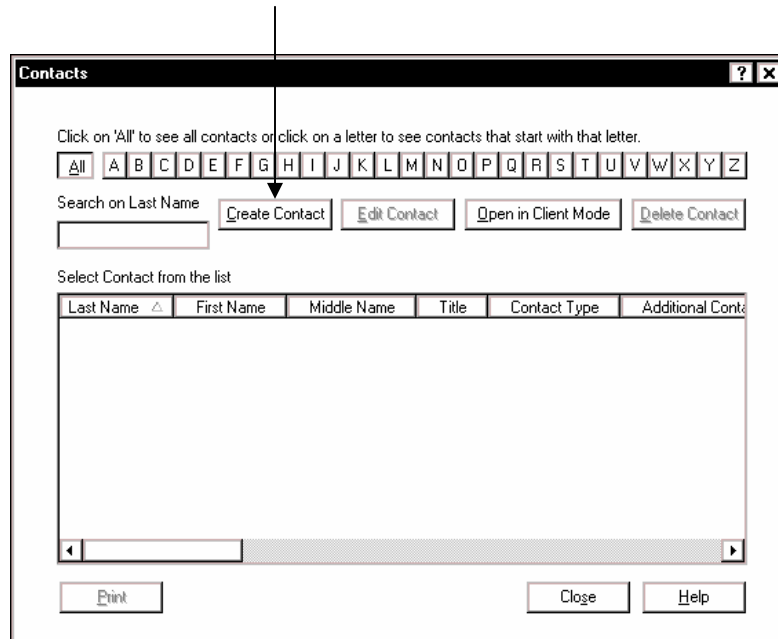 Contacts
Click on 'All' to see all contacts or click on a letter to see contacts that start with that letter.
All A B C D E F G H I J K L M N O P Q R S T U V W X Y Z
Search on Last Name
Create Contact Edit Contact Open in Client Mode Delete Contact
Select Contact from the list
Last Name First Name Middle Name Title Contact Type Additional Conta
Print Close Help